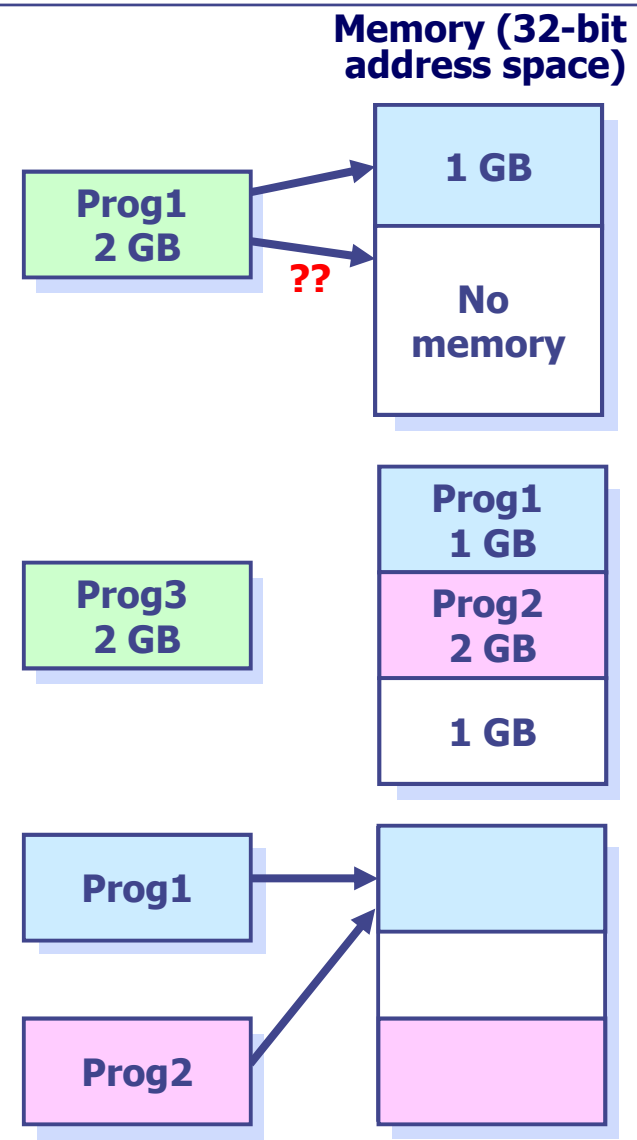 Memory (32-bit
address space)
1 GB
Prog1
2 GB
??
No
memory
Prog1
1 GB
Prog3
2 GB
Prog2
2 GB
1 GB
Prog1
Prog2